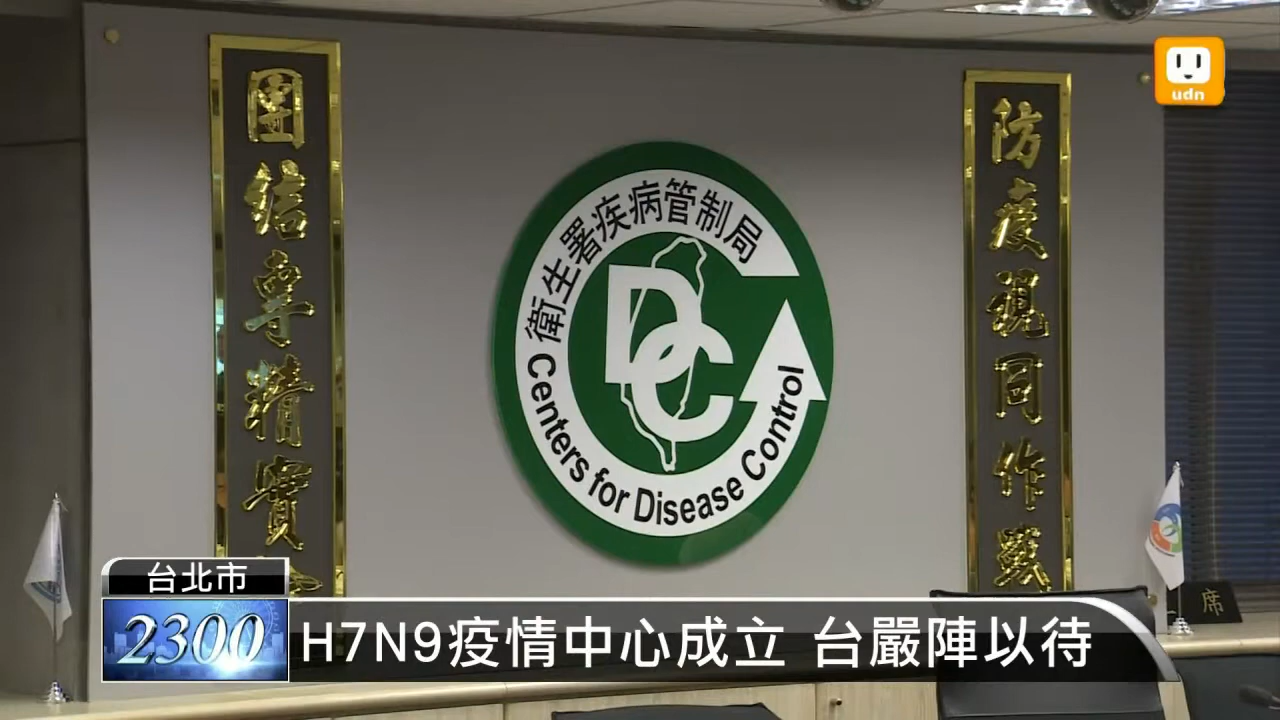 團結專精實
防疫視同作戰
udn
衛生署疾病管制局
DC
Centers for Disease Control
席
台北市
2300
H7N9疫情中心成立 台嚴陣以待